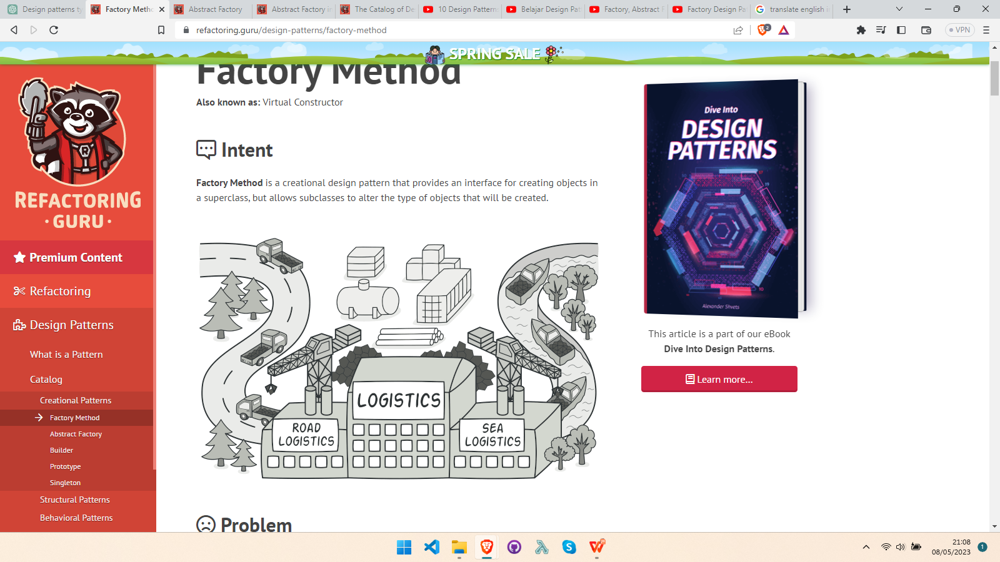 Design patterns ty
Factory Metho
Abstract Factory
Abstract Factory in
The Catalog of De
10 Design Patterns
Belajar Design Pat
Factory, Abstract F
Factory Design Pa
translate english in
refactoring.guru/design-patterns/factory-method
2
VPN
SPRING SALE
REFACTORING
· GURU ·
Premium Content
Refactoring
Design Patterns
What is a Pattern
Catalog
Creational Patterns
Factory Method
Abstract Factory
Builder
Prototype
Singleton
Structural Patterns
Behavioral Patterns
Factory Method
Also known as: Virtual Constructor
Intent
Factory Method is a creational design pattern that provides an interface for creating objects in
a superclass, but allows subclasses to alter the type of objects that will be created.
LOGISTICS
ROAD
LOGISTICS
SEA
LOGISTICS
Problem
Dive Into
DESIGN
PATTERNS
Alexander Shvets
This article is a part of our eBook
Dive Into Design Patterns.
Learn more...
21:08
08/05/2023
1